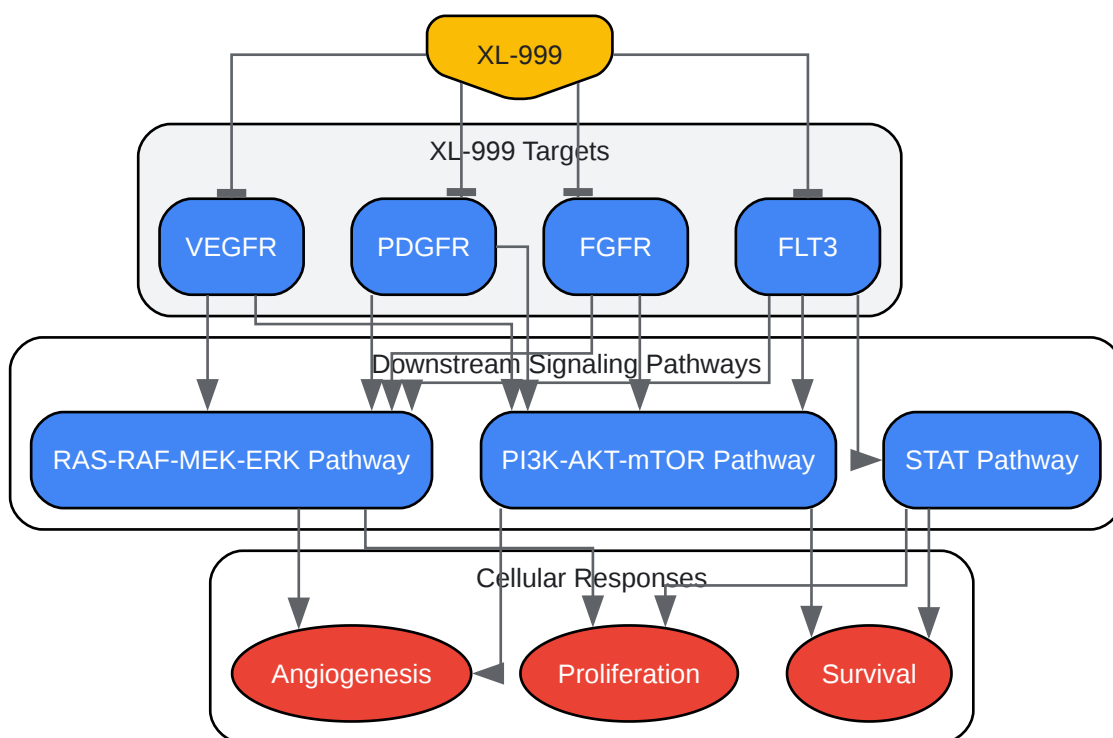 XL-999
XL-999 Targets
VEGFR
PDGFR
FGFR
FLT3
Downstream Signaling Pathways
RAS-RAF-MEK-ERK Pathway
PI3K-AKT-mTOR Pathway
STAT Pathway
Cellular Responses
Angiogenesis
Proliferation
Survival